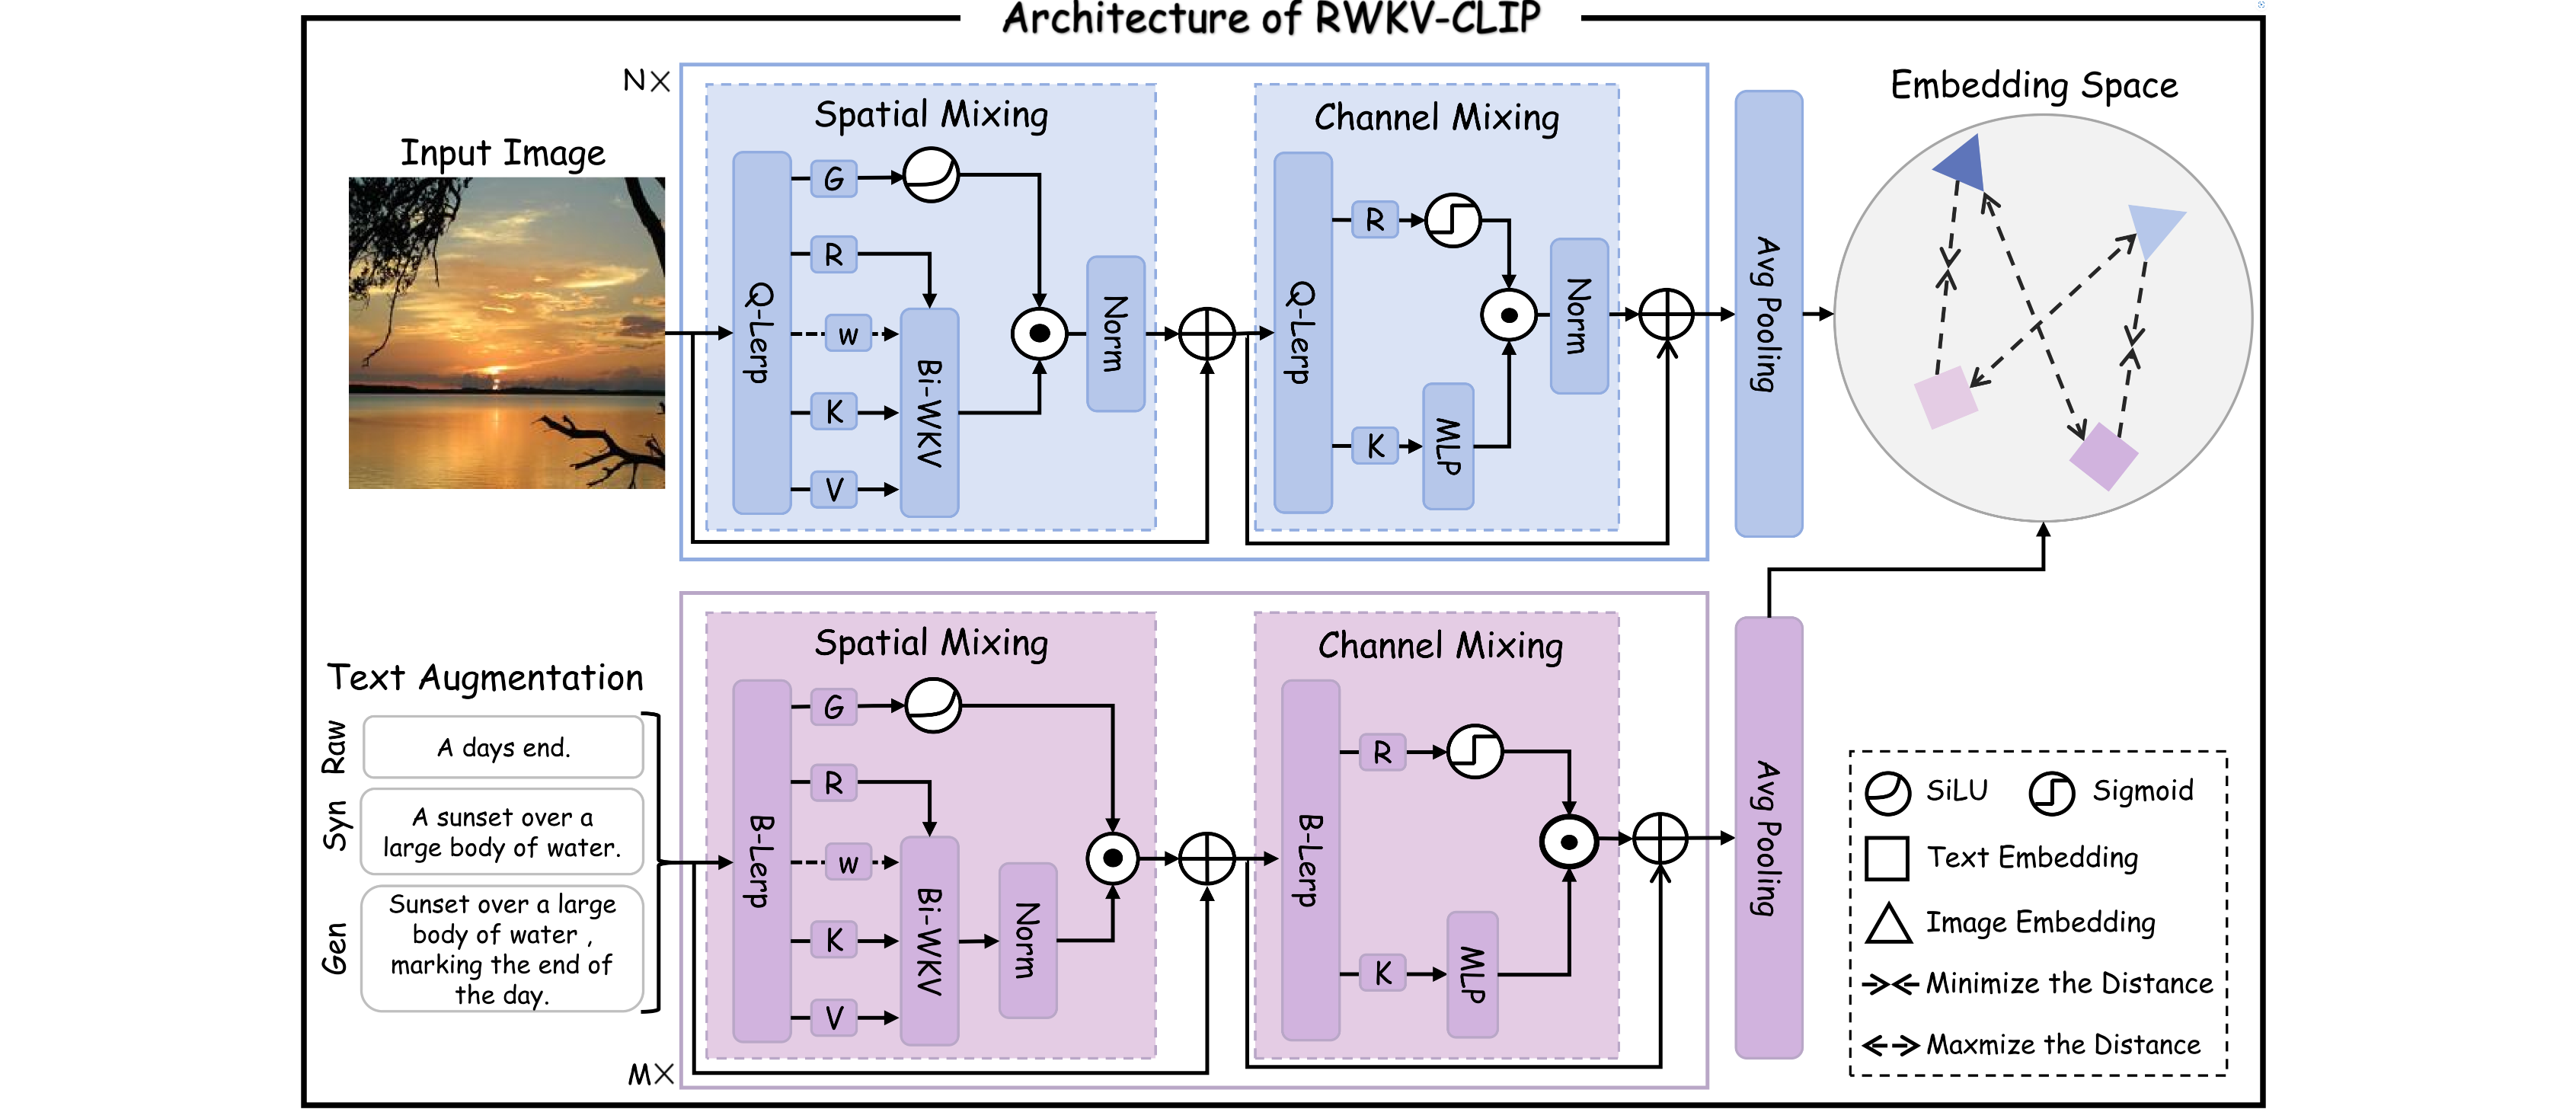 Architecture of RWKV-CLIP
N×
Input Image
Spatial Mixing
Q-Lerp
G
R
w
K
V
Bi-WKV
Norm
Channel Mixing
Q-Lerp
R
K
MLP
Norm
Avg Pooling
Embedding Space
Text Augmentation
Raw
A days end.
Syn
A sunset over a
large body of water.
Gen
Sunset over a large
body of water ,
marking the end of
the day.
M×
Spatial Mixing
B-Lerp
G
R
w
K
V
Bi-WKV
Norm
Channel Mixing
B-Lerp
R
K
MLP
Avg Pooling
SiLU
Sigmoid
Text Embedding
Image Embedding
Minimize the Distance
Maxmize the Distance